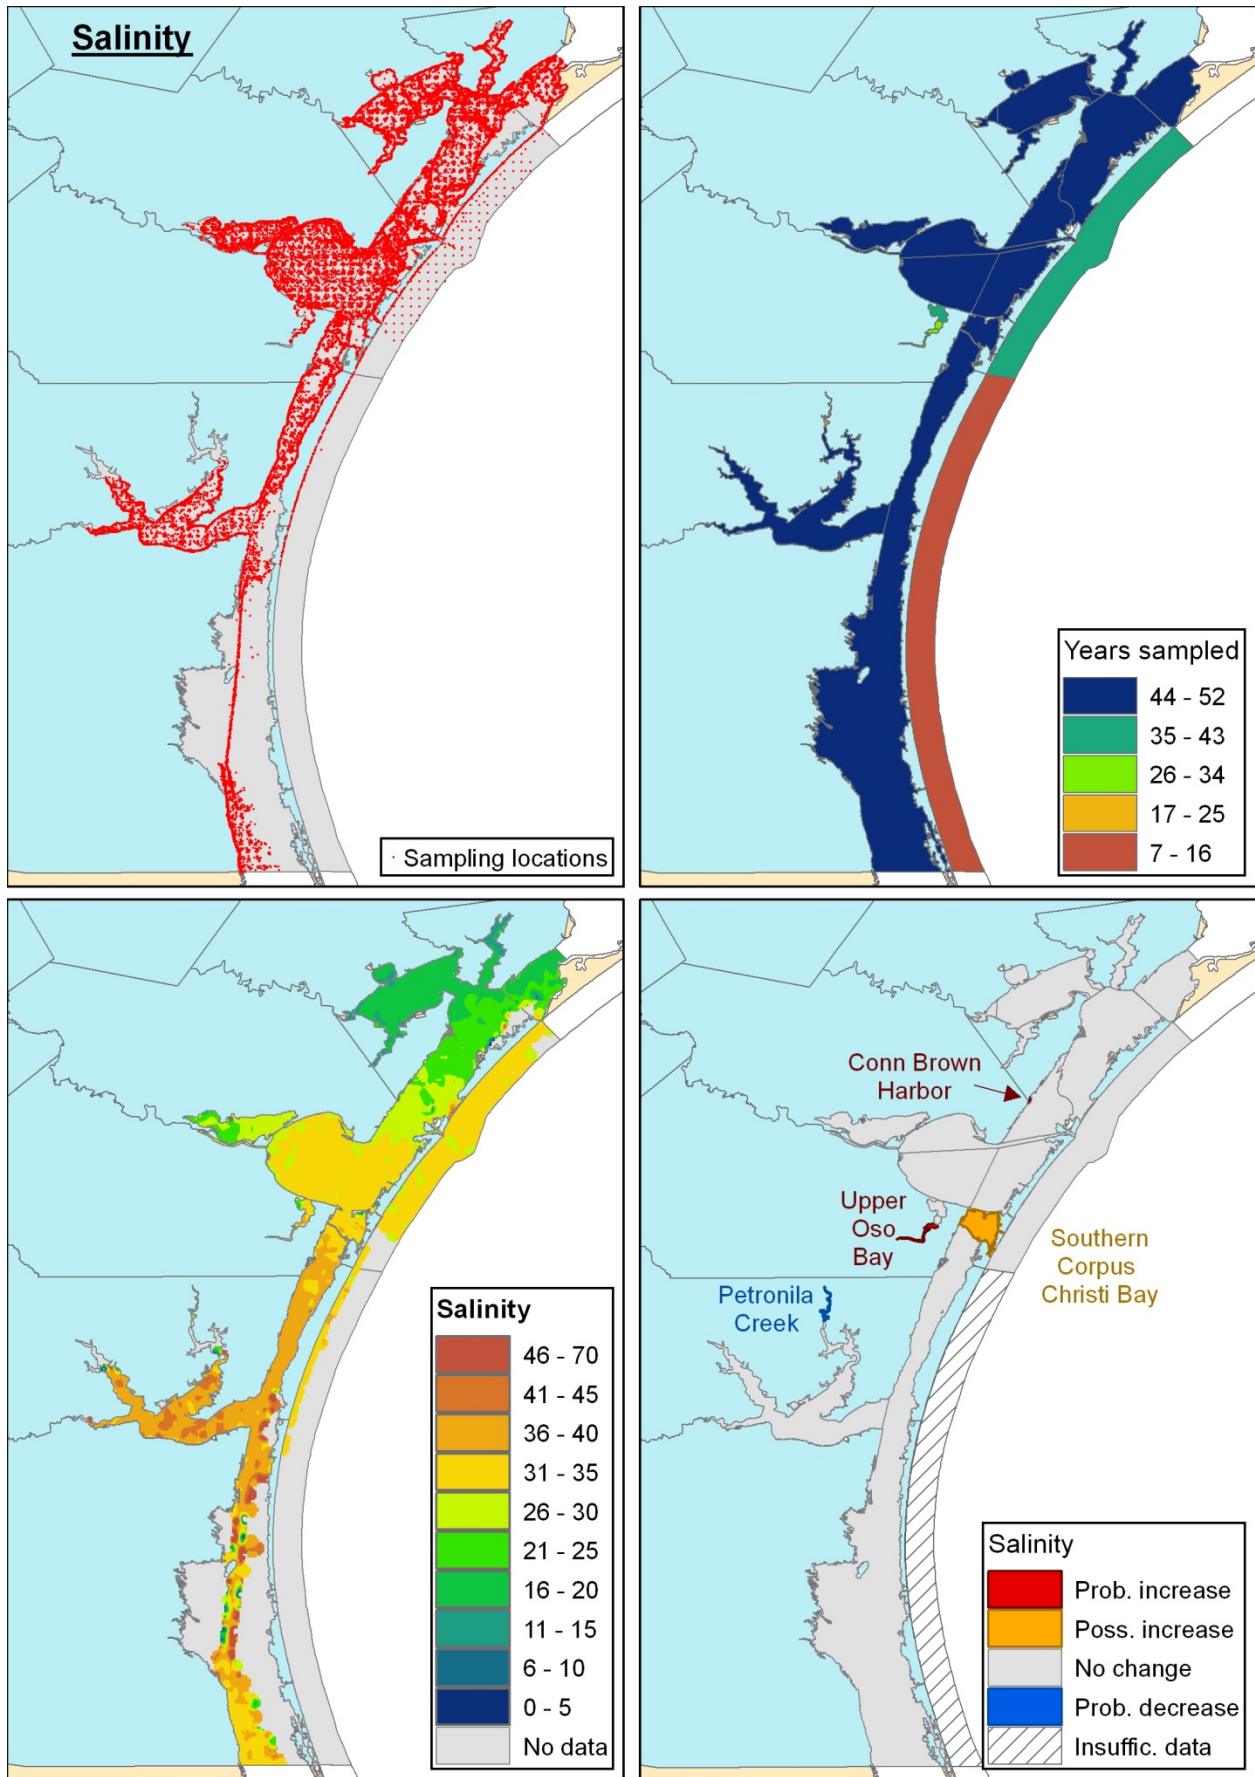 Salinity
· Sampling locations
Years sampled
44 - 52
35 - 43
26 - 34
17 - 25
7 - 16
Salinity
46 - 70
41 - 45
36 - 40
31 - 35
26 - 30
21 - 25
16 - 20
11 - 15
6 - 10
0 - 5
No data
Conn Brown
Harbor
Upper
Oso
Bay
Southern
Corpus
Christi Bay
Petronila
Creek
Salinity
Prob. increase
Poss. increase
No change
Prob. decrease
Insuffic. data